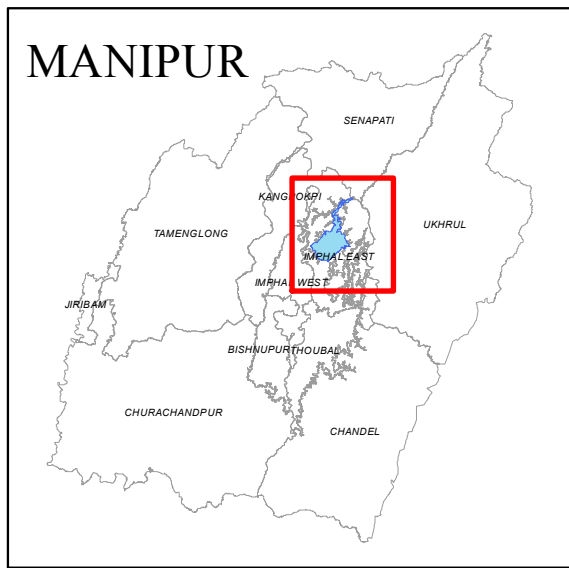 MANIPUR
SENAPATI
KANGPOKPI
UKHRUL
TAMENGLONG
IMPHAL EAST
IMPHAL WEST
JIRIBAM
BISHNUPUR
THOUBAL
CHURACHANDPUR
CHANDEL